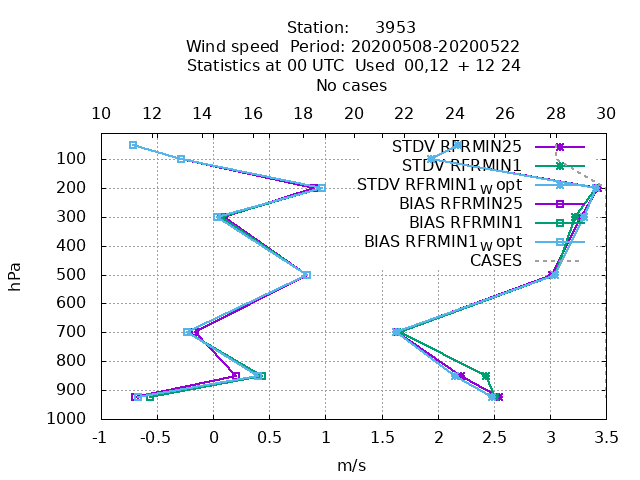 Station: 3953
Wind speed Period: 20200508-20200522
Statistics at 00 UTC Used 00,12 + 12 24
No cases
10 12 14 16 18 20 22 24 26 28 30
STDV RFRMIN25
STDV RFRMIN1
STDV RFRMIN1w opt
BIAS RFRMIN25
BIAS RFRMIN1
BIAS RFRMIN1w opt
CASES
hPa
100
200
300
400
500
600
700
800
900
1000
-1 -0.5 0 0.5 1 1.5 2 2.5 3 3.5
m/s